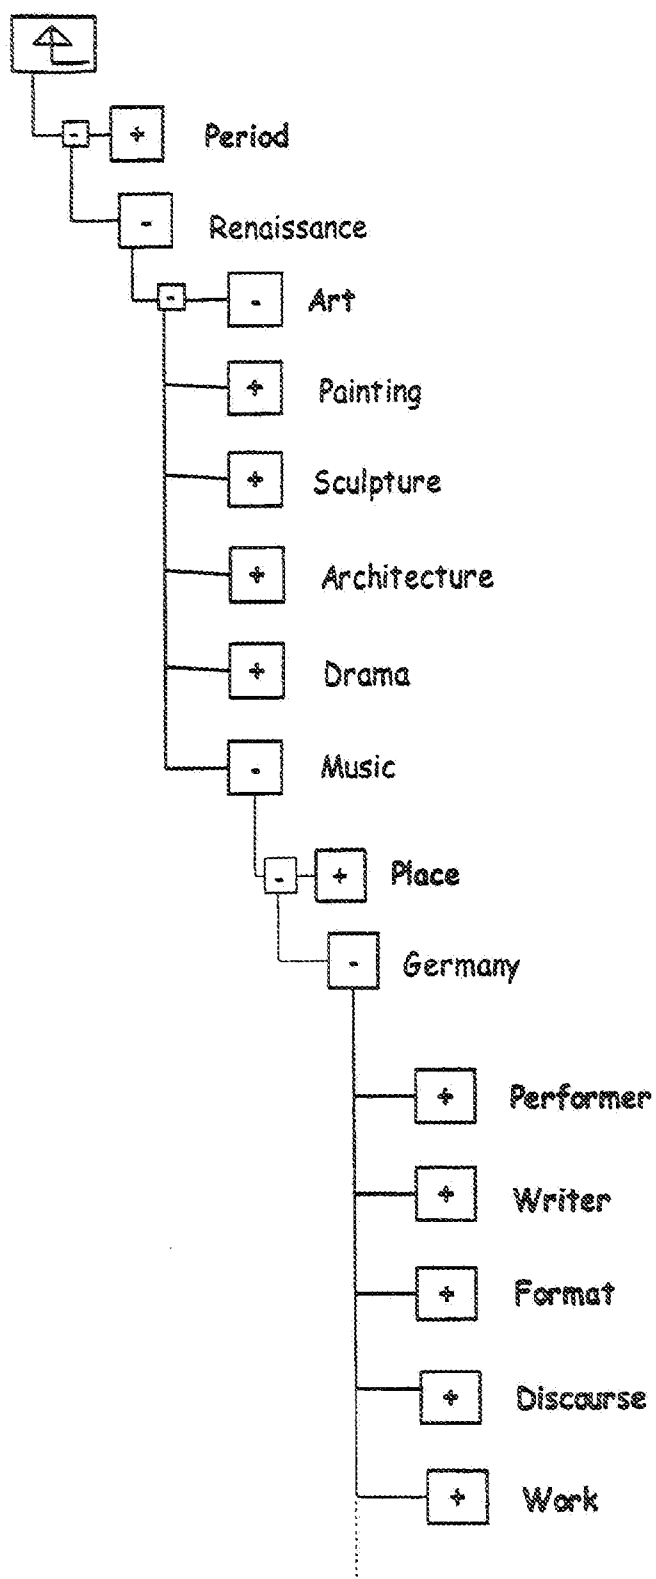 - + Period
- Renaissance
- - Art
+ Painting
+ Sculpture
+ Architecture
+ Drama
- Music
- + Place
- Germany
+ Performer
+ Writer
+ Format
+ Discourse
+ Work